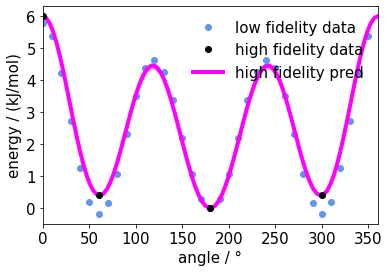 low fidelity data
high fidelity data
high fidelity pred
energy / (kJ/mol)
6
5
4
3
2
1
0
0 50 100 150 200 250 300 350
angle / °